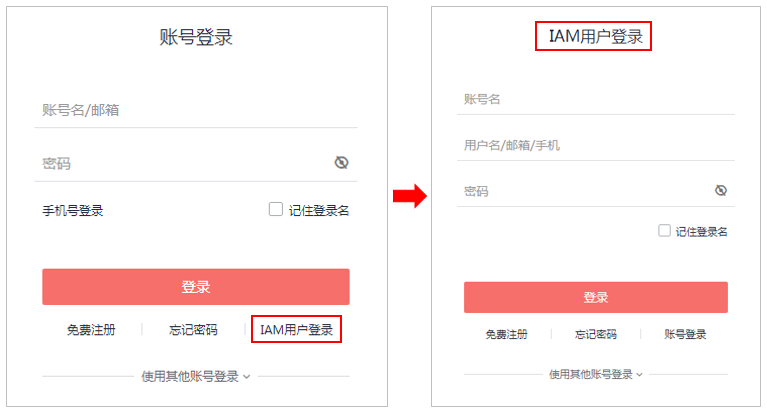 账号登录
账号名/邮箱
密码
手机号登录 记住登录名
登录
免费注册 忘记密码 IAM用户登录
使用其他账号登录
IAM用户登录
账号名
用户名/邮箱/手机
密码
记住登录名
登录
免费注册 忘记密码 账号登录
使用其他账号登录